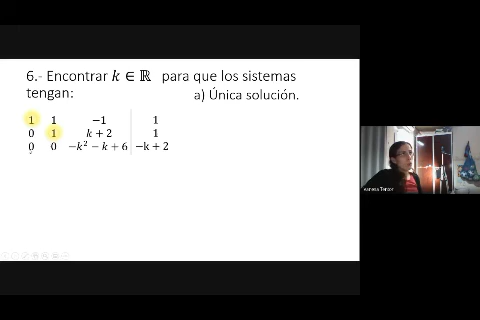 6.- Encontrar k ∈ ℝ para que los sistemas
tengan: a) Única solución.
1 1 −1 | 1
0 1 k + 2 | 1
0 0 −k² − k + 6 | −k + 2